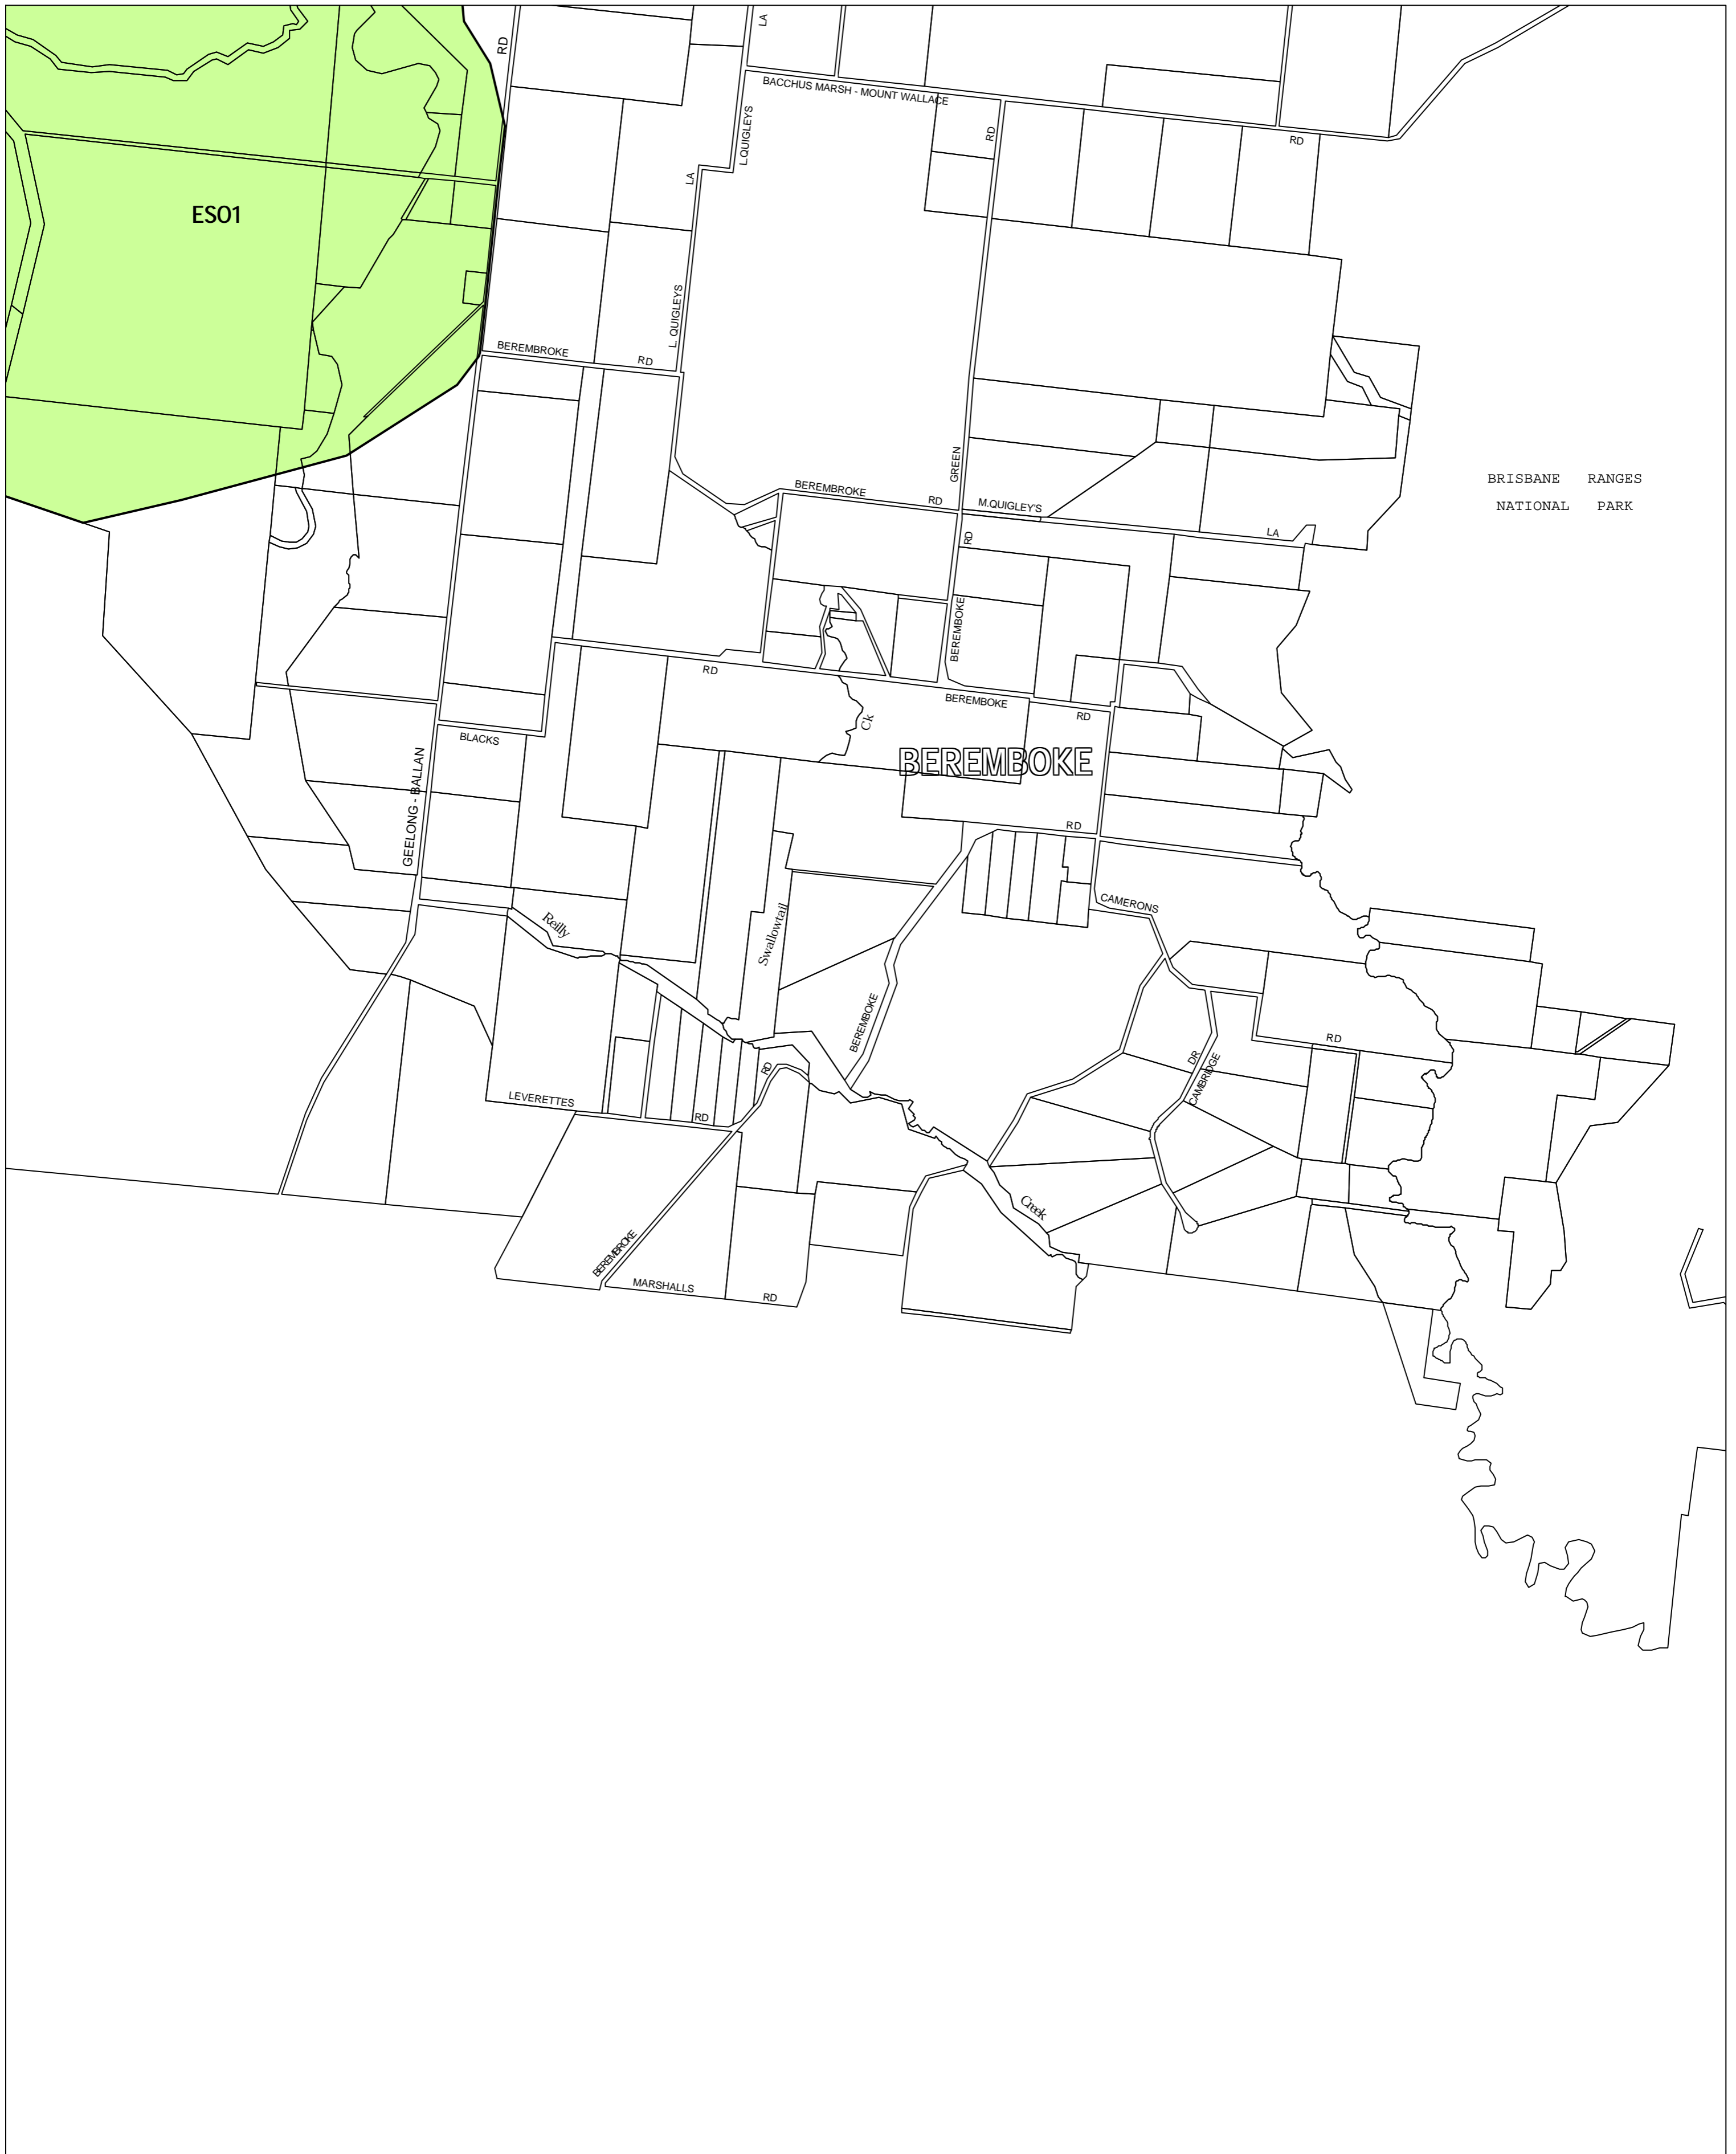 LA
RD
BACCHUS MARSH - MOUNT WALLACE
RD
RD
L.QUIGLEYS
LA
ESO1
L. QUIGLEYS
BEREMBROKE
RD
GREEN
BRISBANE RANGES
NATIONAL PARK
BEREMBROKE
RD
M.QUIGLEY'S
LA
RD
BEREMBOKE
RD
BEREMBOKE
RD
Ck
BLACKS
BEREMBOKE
GEELONG - BALLAN
RD
CAMERONS
Reilly
Swallowtail
BEREMBOKE
RD
DR
CAMBRIDGE
RD
LEVERETTES
RD
Creek
BEREMBROKE
MARSHALLS
RD